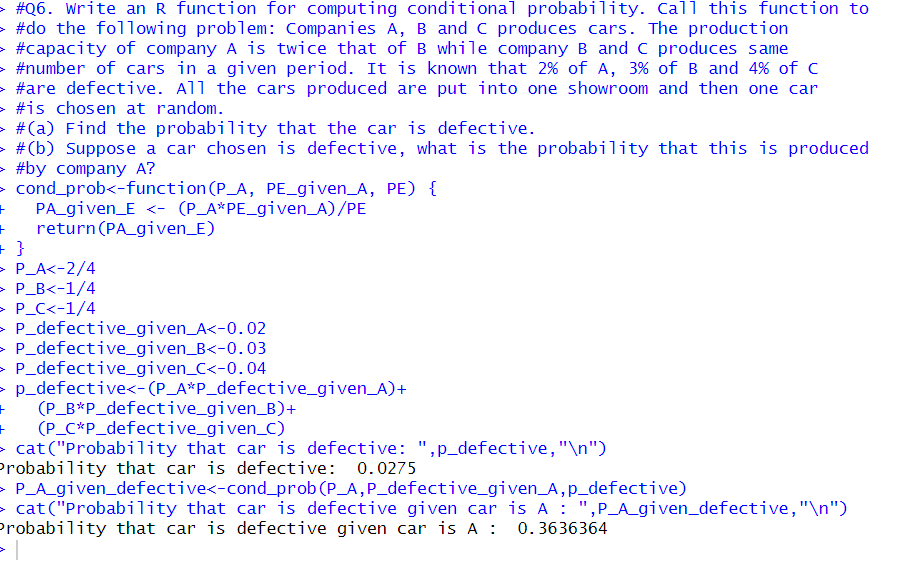 > #Q6. Write an R function for computing conditional probability. Call this function to
> #do the following problem: Companies A, B and C produces cars. The production
> #capacity of company A is twice that of B while company B and C produces same
> #number of cars in a given period. It is known that 2% of A, 3% of B and 4% of C
> #are defective. All the cars produced are put into one showroom and then one car
> #is chosen at random.
> #(a) Find the probability that the car is defective.
> #(b) Suppose a car chosen is defective, what is the probability that this is produced
> #by company A?
> cond_prob<-function(P_A, PE_given_A, PE) {
+   PA_given_E <- (P_A*PE_given_A)/PE
+   return(PA_given_E)
+ }
> P_A<-2/4
> P_B<-1/4
> P_C<-1/4
> P_defective_given_A<-0.02
> P_defective_given_B<-0.03
> P_defective_given_C<-0.04
> p_defective<-(P_A*P_defective_given_A)+
+   (P_B*P_defective_given_B)+
+   (P_C*P_defective_given_C)
> cat("Probability that car is defective: ",p_defective,"\n")
Probability that car is defective:  0.0275
> P_A_given_defective<-cond_prob(P_A,P_defective_given_A,p_defective)
> cat("Probability that car is defective given car is A : ",P_A_given_defective,"\n")
Probability that car is defective given car is A :  0.3636364
>